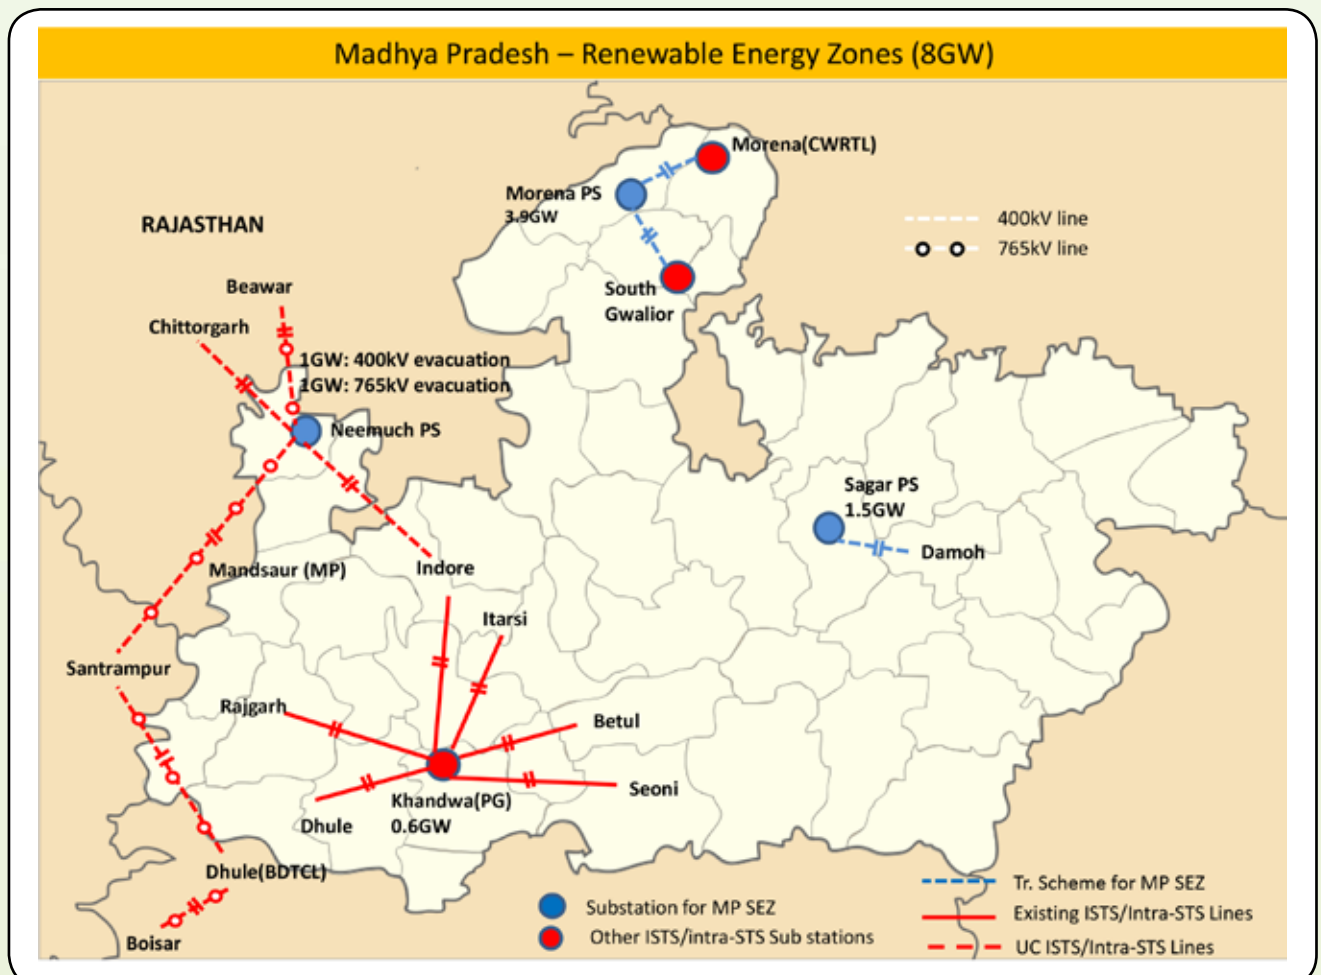 Madhya Pradesh – Renewable Energy Zones (8GW)
Morena(CWRTL)
Morena PS
3.9GW
RAJASTHAN
400kV line
765kV line
Beawar
South
Gwalior
Chittorgarh
1GW: 400kV evacuation
1GW: 765kV evacuation
Neemuch PS
Sagar PS
1.5GW
Damoh
Mandsaur (MP)
Indore
Itarsi
Santrampur
Rajgarh
Betul
Seoni
Khandwa(PG)
0.6GW
Dhule
Dhule(BDTCL)
Boisar
Substation for MP SEZ
Other ISTS/intra-STS Sub stations
Tr. Scheme for MP SEZ
Existing ISTS/Intra-STS Lines
UC ISTS/Intra-STS Lines